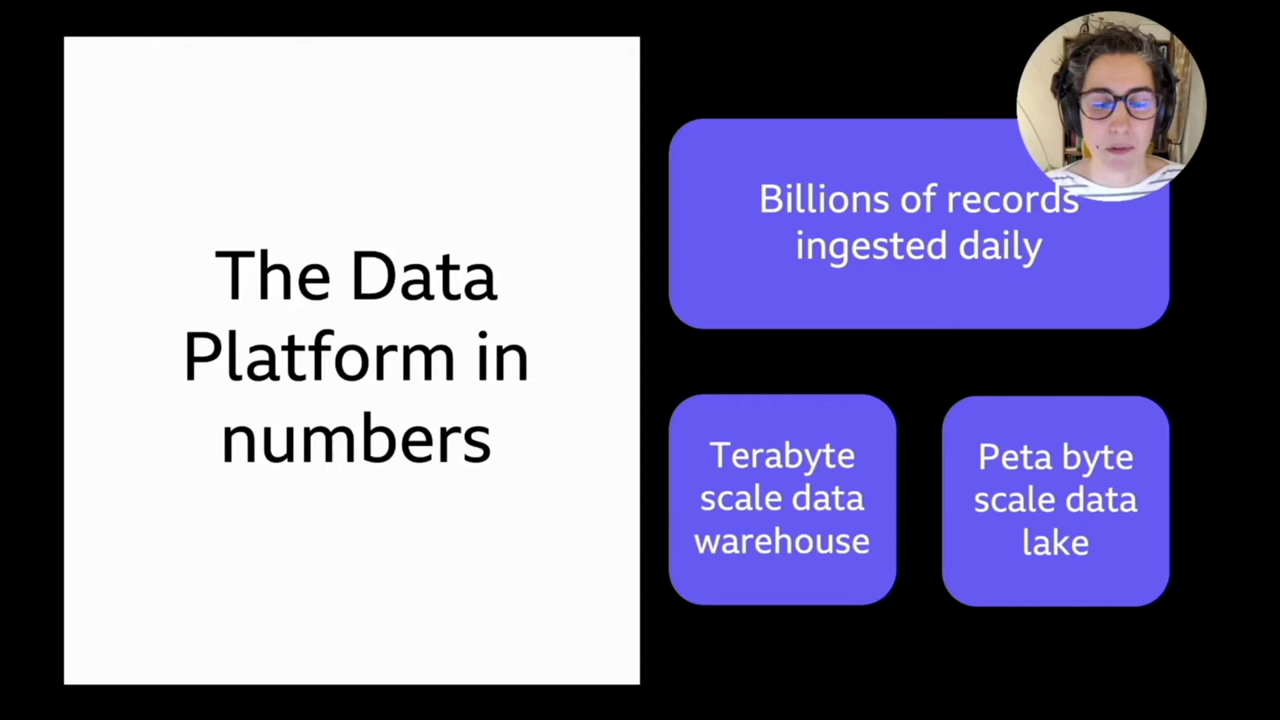 The Data
Platform in
numbers
Billions of records
ingested daily
Terabyte
scale data
warehouse
Peta byte
scale data
lake